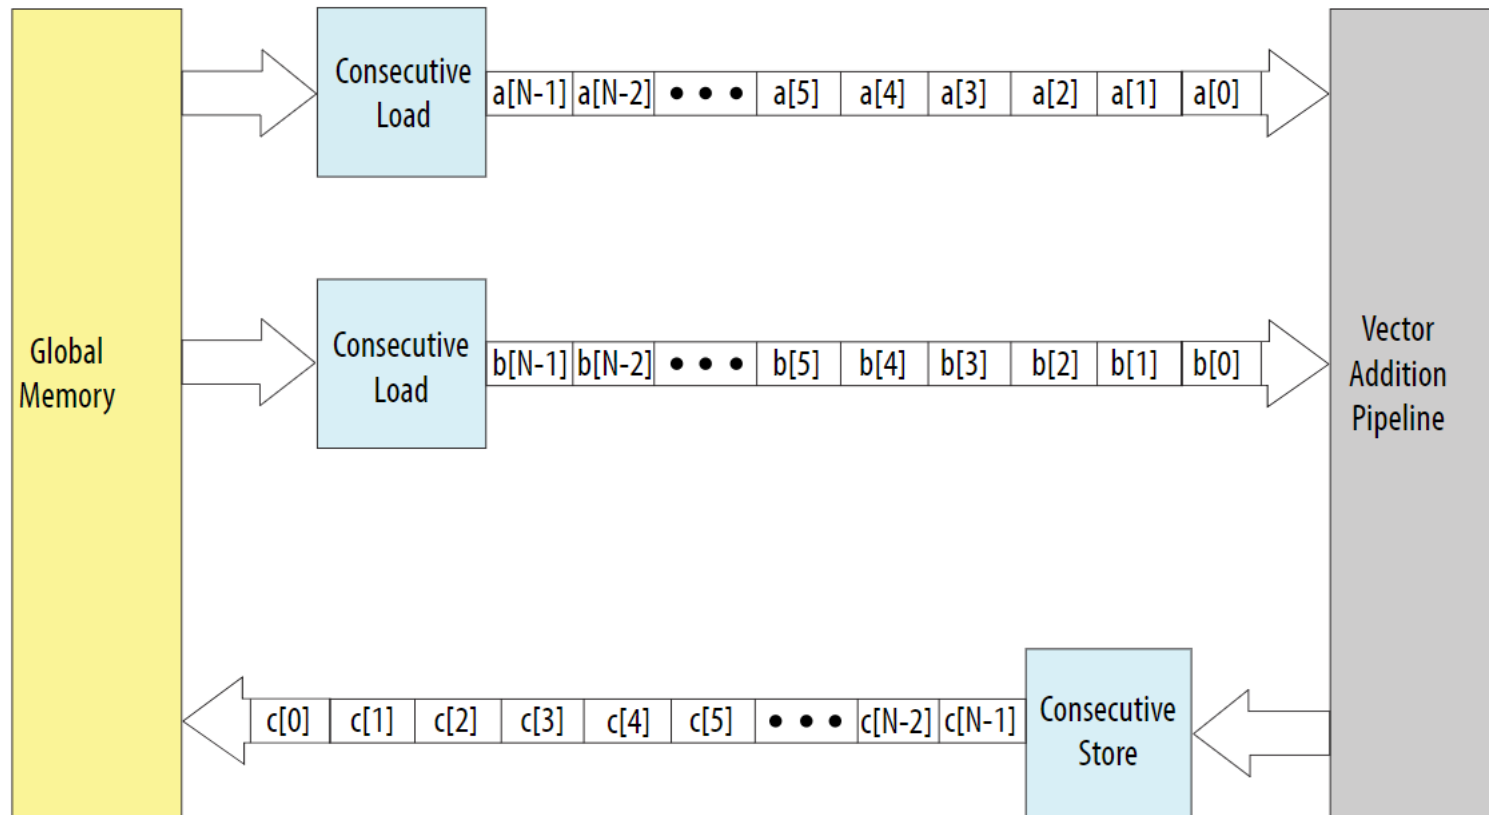 Consecutive
Load
a[N-1] a[N-2] ● ● ● a[5] a[4] a[3] a[2] a[1] a[0]
Global
Memory
Consecutive
Load
b[N-1] b[N-2] ● ● ● b[5] b[4] b[3] b[2] b[1] b[0]
Vector
Addition
Pipeline
c[0] c[1] c[2] c[3] c[4] c[5] ● ● ● c[N-2] c[N-1]
Consecutive
Store